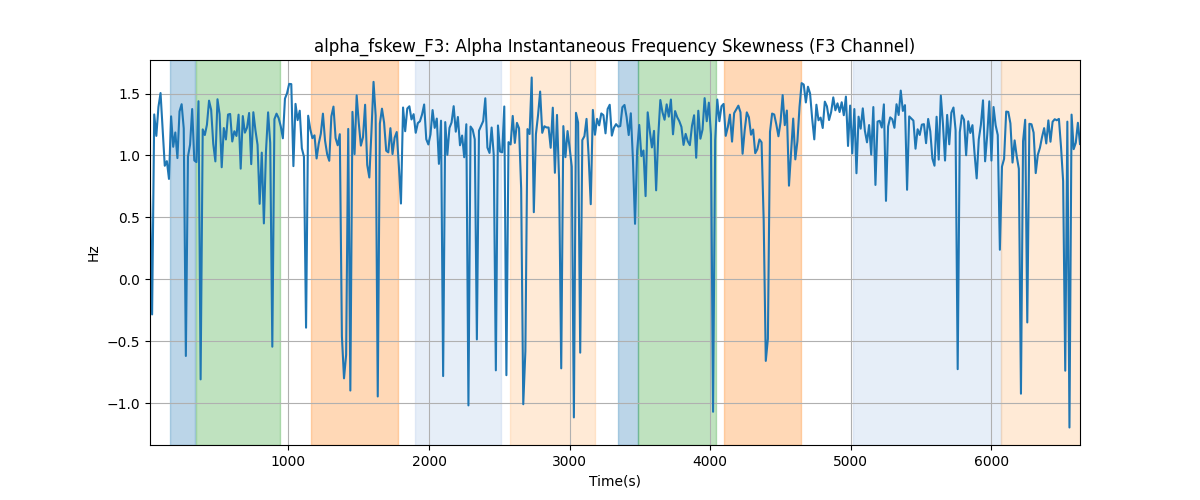 alpha_fskew_F3: Alpha Instantaneous Frequency Skewness (F3 Channel)
1.5
1.0
0.5
0.0
−0.5
−1.0
Hz
1000 2000 3000 4000 5000 6000
Time(s)